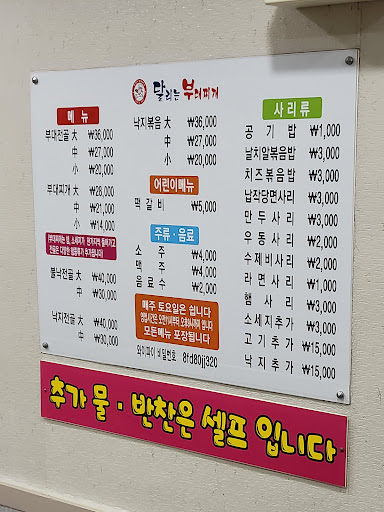 달리는 부대찌개
메뉴
부대전골 大 ₩36,000
中 ₩27,000
小 ₩20,000
부대찌개 大 ₩28,000
中 ₩21,000
小 ₩14,000
불낙전골 大 ₩40,000
中 ₩30,000
낙지전골 大 ₩40,000
中 ₩30,000
낙지볶음 大 ₩36,000
中 ₩27,000
小 ₩20,000
어린이메뉴
떡갈비 ₩5,000
주류·음료
소주 ₩4,000
맥주 ₩4,000
음료수 ₩2,000
매주 토요일은 쉽니다
모든메뉴 포장됩니다
와이파이 비밀번호 8fd80jj320
사리류
공기밥 ₩1,000
날치알볶음밥 ₩3,000
치즈볶음밥 ₩3,000
납작당면사리 ₩3,000
만두사리 ₩3,000
우동사리 ₩2,000
수제비사리 ₩2,000
라면사리 ₩1,000
햄사리 ₩3,000
소세지추가 ₩3,000
고기추가 ₩15,000
낙지추가 ₩15,000
추가 물·반찬은 셀프 입니다